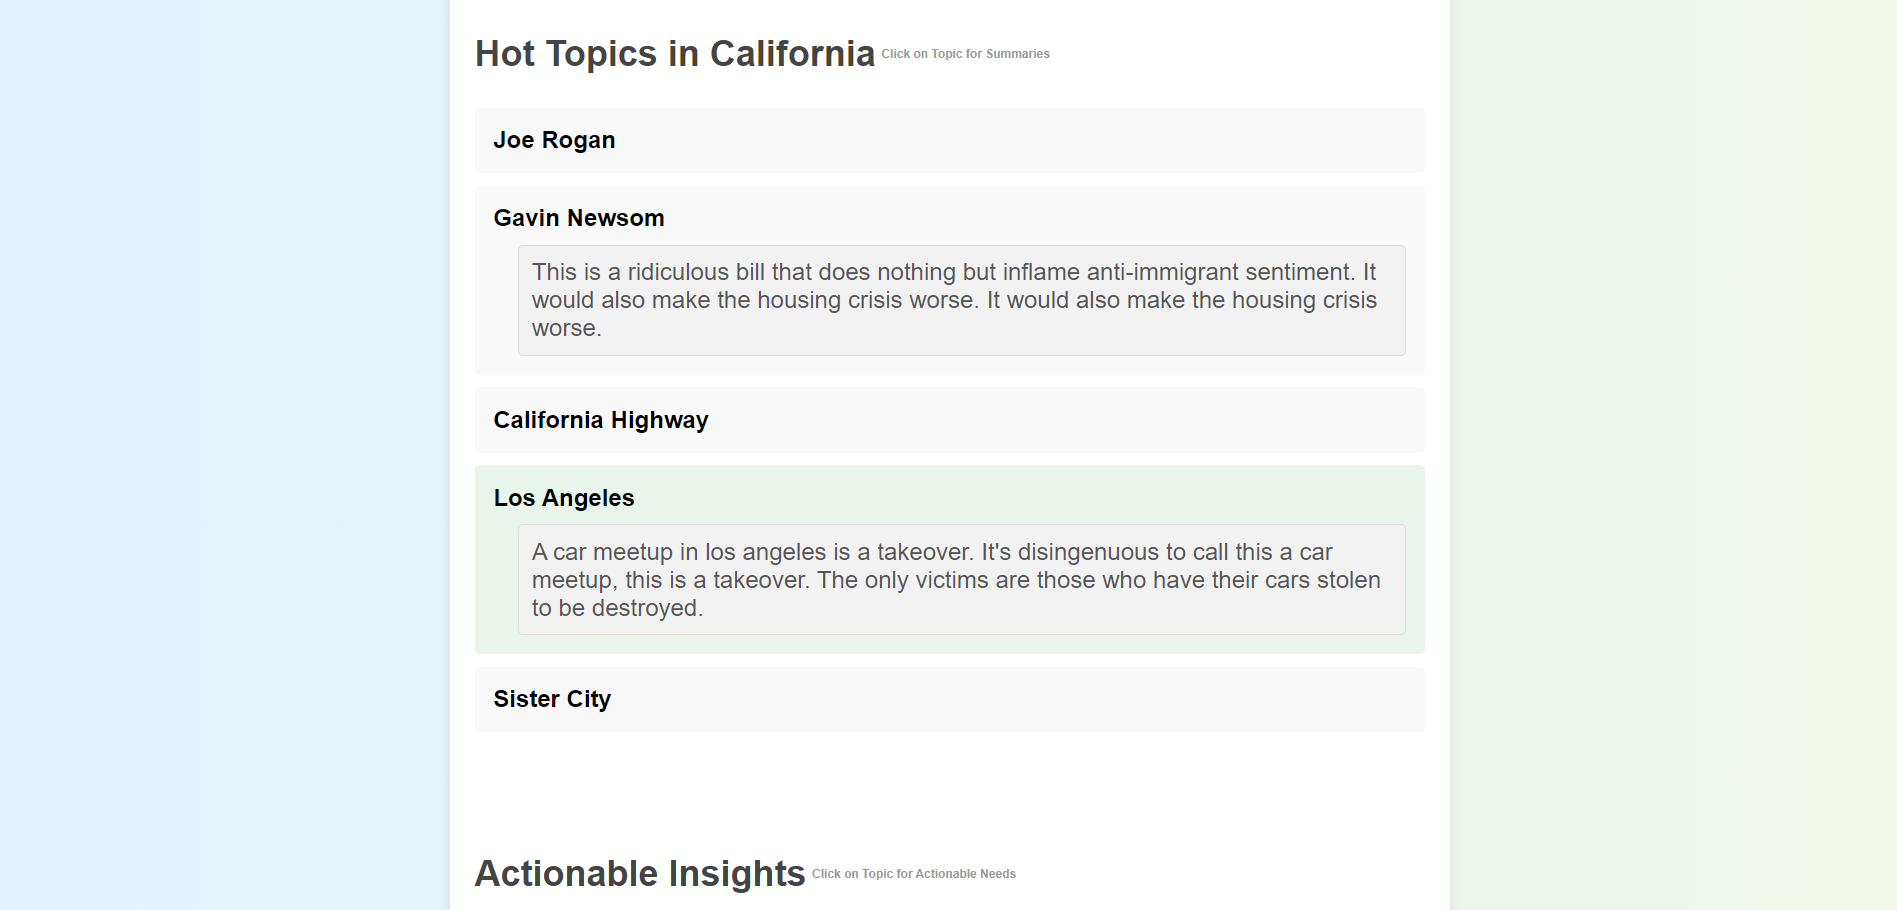 Hot Topics in California Click on Topic for Summaries
Joe Rogan
Gavin Newsom
This is a ridiculous bill that does nothing but inflame anti-immigrant sentiment. It
would also make the housing crisis worse. It would also make the housing crisis
worse.
California Highway
Los Angeles
A car meetup in los angeles is a takeover. It's disingenuous to call this a car
meetup, this is a takeover. The only victims are those who have their cars stolen
to be destroyed.
Sister City
Actionable Insights Click on Topic for Actionable Needs